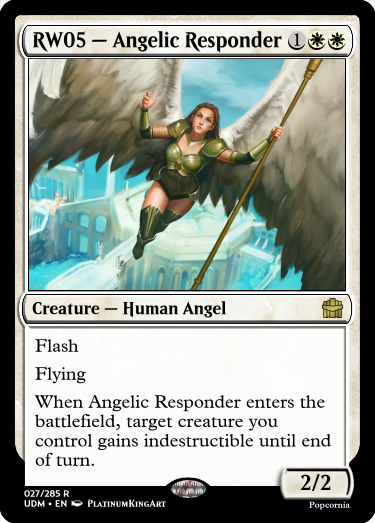 RW05 — Angelic Responder 1
Creature — Human Angel
Flash
Flying
When Angelic Responder enters the
battlefield, target creature you
control gains indestructible until end
of turn.
2/2
027/285 R
UDM • EN PlatinumKingArt
Popcornia